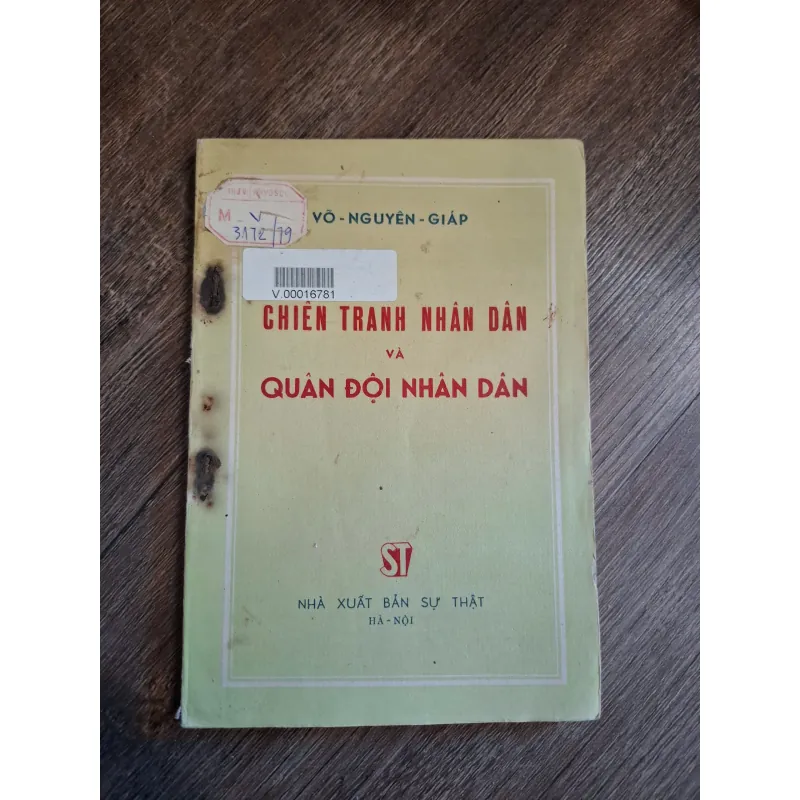 VÕ - NGUYÊN - GIÁP
M _ V
3172/79
V.00016781
CHIẾN TRANH NHÂN DÂN
VÀ
QUÂN ĐỘI NHÂN DÂN
ST
NHÀ XUẤT BẢN SỰ THẬT
HÀ - NỘI